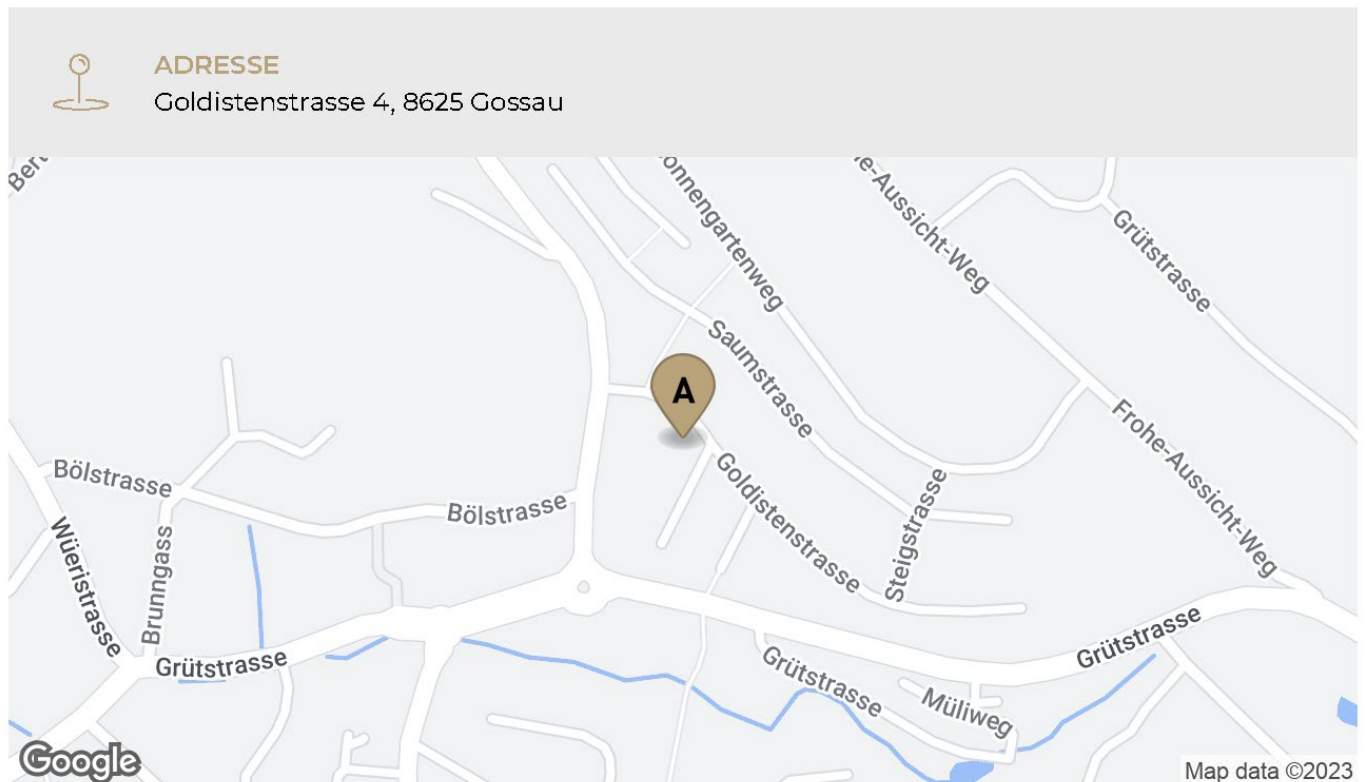 ADRESSE
Goldistenstrasse 4, 8625 Gossau
onnengartenweg
e-Aussicht-Weg
Grütstrasse
Saumstrasse
A
Frohe-Aussicht-Weg
Bölstrasse
Goldistenstrasse
Bölstrasse
Steigstrasse
Wüeristrasse
Brunngass
Grütstrasse
Grütstrasse
Grütstrasse
Müliweg
Google
Map data ©2023